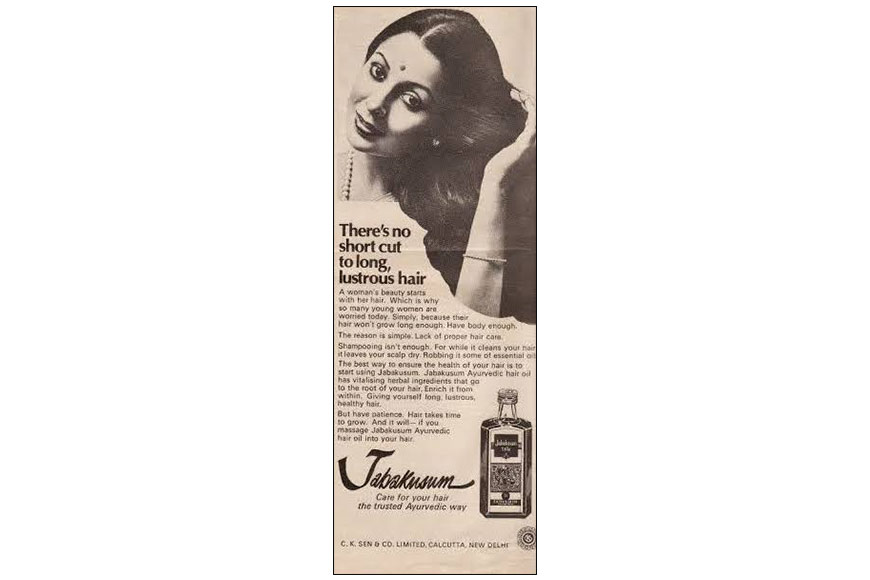 There's no
short cut
to long,
lustrous hair
A woman's beauty starts
with her hair. Which is why
so many young women are
worried today. Simply, because their
hair won't grow long enough. Have body enough.
The reason is simple. Lack of proper hair care.
Shampooing isn't enough. For while it cleans your hair
it leaves your scalp dry. Robbing it some of essential oil
The best way to ensure the health of your hair is to
start using Jabakusum. Jabakusum Ayurvedic hair oil
has vitalising herbal ingredients that go
to the root of your hair. Enrich it from
within. Giving yourself long, lustrous,
healthy hair.
But have patience. Hair takes time
to grow. And it will— if you
massage Jabakusum Ayurvedic
hair oil into your hair.
Jabakusum
Care for your hair
the trusted Ayurvedic way
Jabakusum
C. K. SEN & CO. LIMITED, CALCUTTA, NEW DELHI